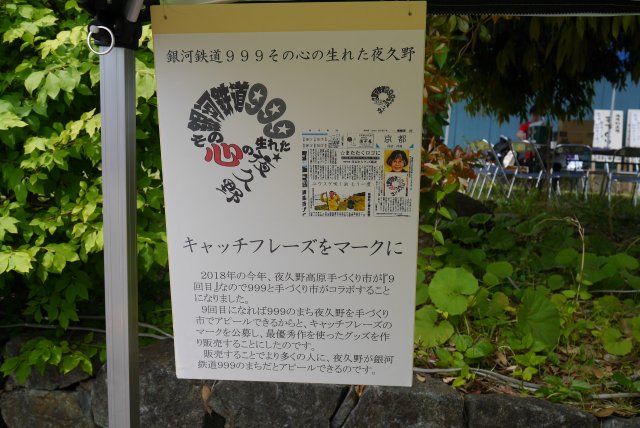 銀河鉄道999その心の生れた夜久野
銀河鉄道999
その心の
生れた
夜久野
京都
キャッチフレーズをマークに
2018年の今年、夜久野高原手づくり市が『9
回目』なので999と手づくり市がコラボすること
になりました。
9回目になれば999のまち夜久野を手づくり
市でアピールできるからと、キャッチフレーズの
マークを公募し、最優秀作を使ったグッズを作
り販売することにしたのです。
販売することでより多くの人に、夜久野が銀河
鉄道999のまちだとアピールできるのです。